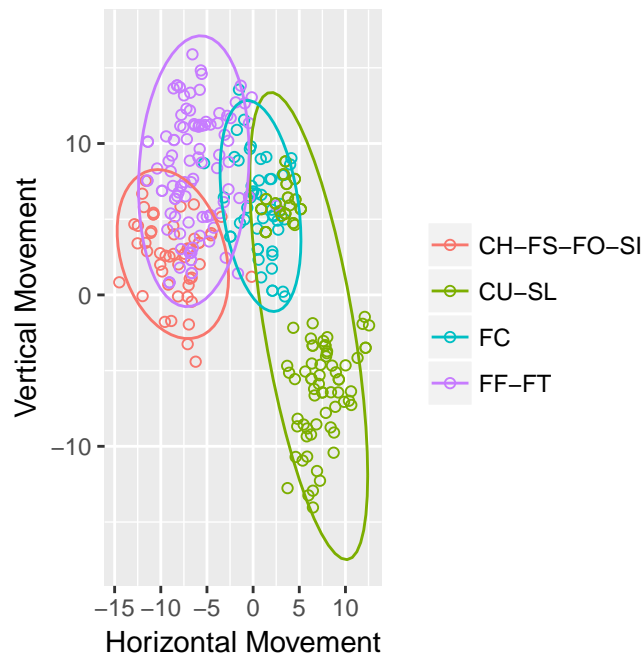 10
0
−10
Vertical Movement
−15 −10 −5 0 5 10
Horizontal Movement
CH−FS−FO−SI
CU−SL
FC
FF−FT